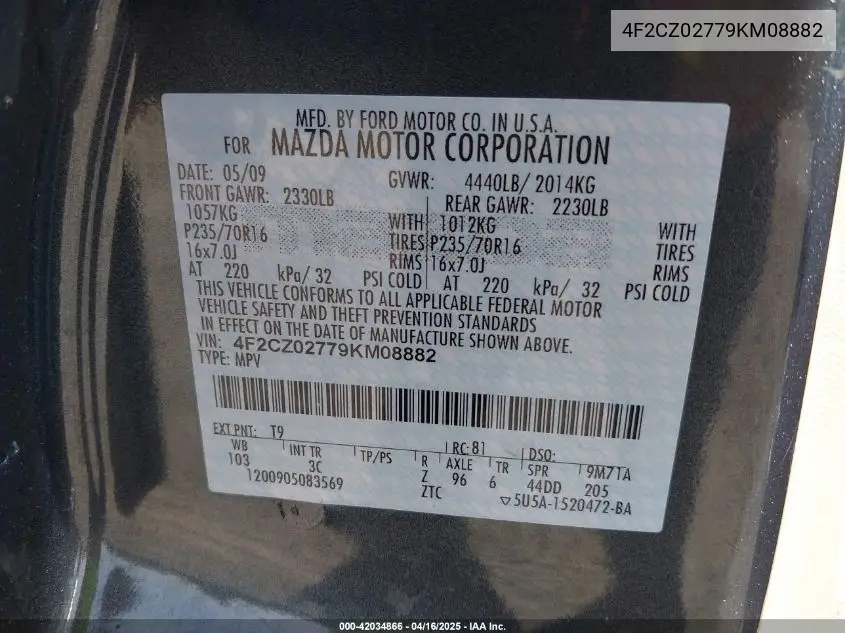 4F2CZ02779KM08882
MFD. BY FORD MOTOR CO. IN U.S.A.
FOR MAZDA MOTOR CORPORATION
DATE: 05/09 GVWR: 4440LB/ 2014KG
FRONT GAWR: 2330LB REAR GAWR: 2230LB
1057KG WITH 1012KG WITH
P235/70R16 TIRES P235/70R16 TIRES
16x7.0J RIMS 16x7.0J RIMS
AT 220 kPa/ 32 PSI COLD AT 220 kPa/ 32 PSI COLD
THIS VEHICLE CONFORMS TO ALL APPLICABLE FEDERAL MOTOR
VEHICLE SAFETY AND THEFT PREVENTION STANDARDS
IN EFFECT ON THE DATE OF MANUFACTURE SHOWN ABOVE.
VIN: 4F2CZ02779KM08882
TYPE: MPV
EXT PNT: T9 RC: 81 DSO:
WB INT TR TP/PS R AXLE TR SPR 9M7TA
103 3C Z 96 6 44DD 205
1200905083569 ZTC ▽5U5A-1520472-BA
000-42034866 - 04/16/2025 - IAA Inc.